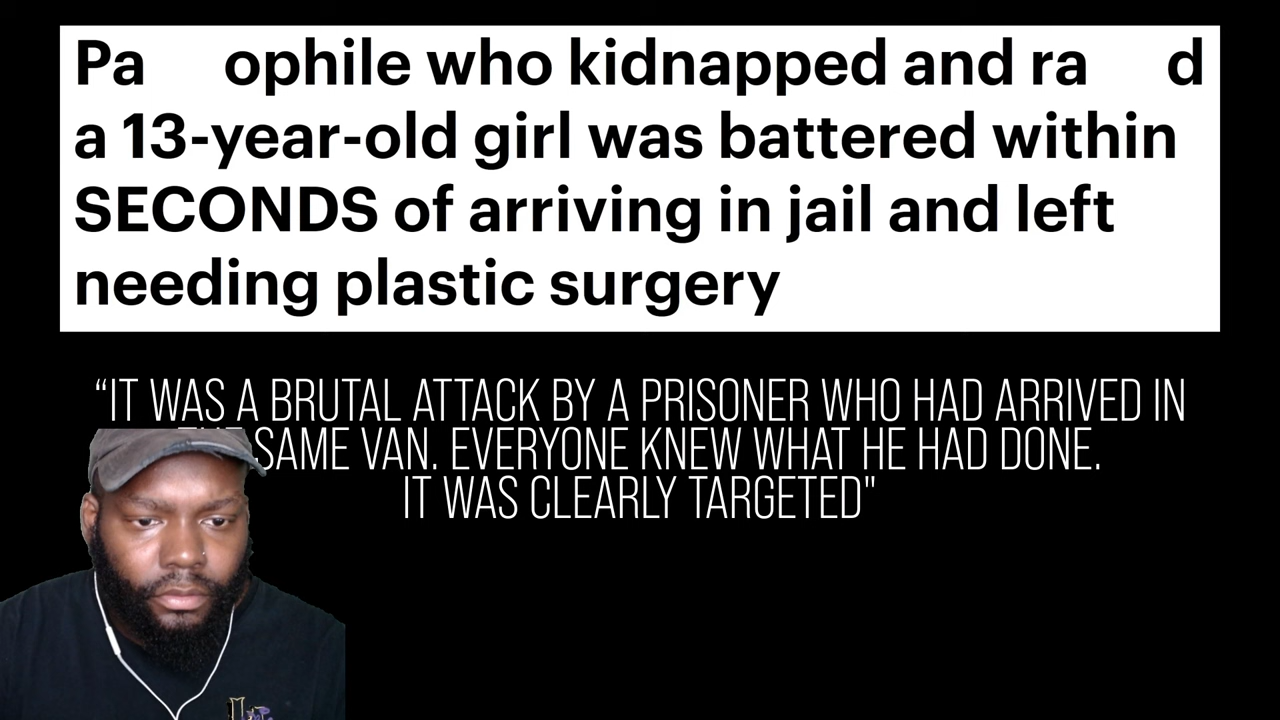 Pa ophile who kidnapped and ra d
a 13-year-old girl was battered within
SECONDS of arriving in jail and left
needing plastic surgery
“IT WAS A BRUTAL ATTACK BY A PRISONER WHO HAD ARRIVED IN
SAME VAN. EVERYONE KNEW WHAT HE HAD DONE.
IT WAS CLEARLY TARGETED"